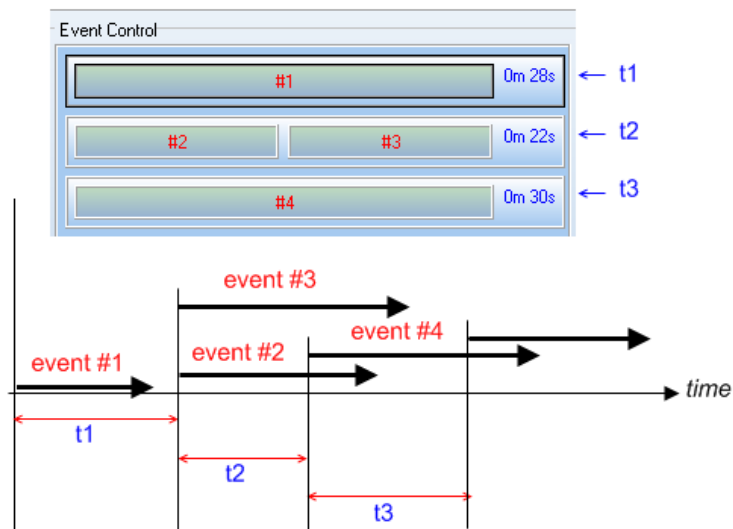 Event Control
#1 0m 28s t1
#2 #3 0m 22s t2
#4 0m 30s t3
event #3
event #4
event #2
event #1
time
t1
t2
t3